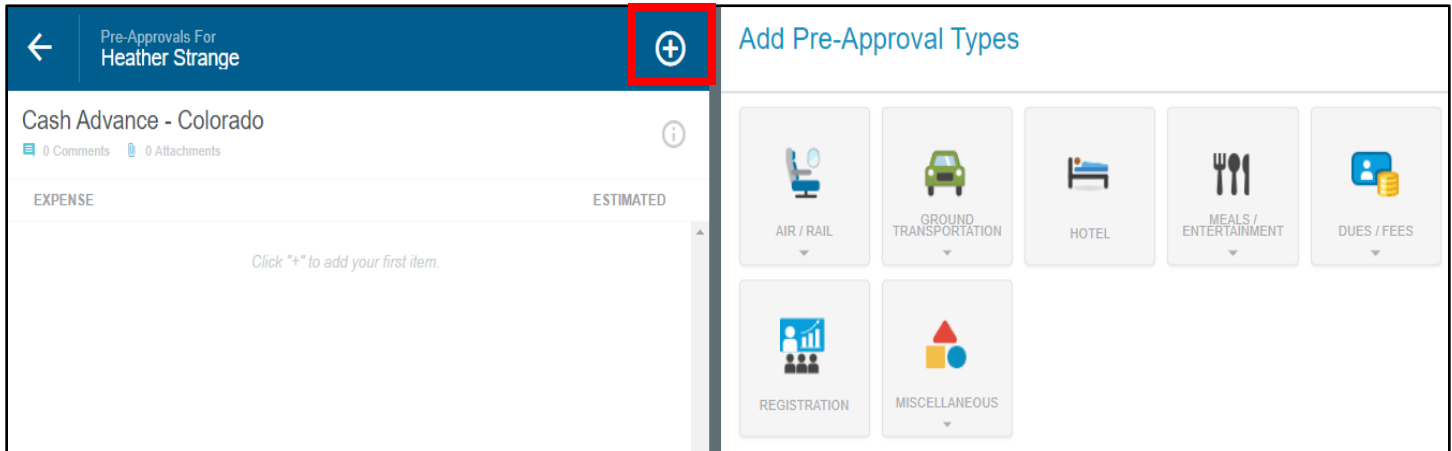 Pre-Approvals For
Heather Strange
Cash Advance - Colorado
0 Comments 0 Attachments
EXPENSE ESTIMATED
Click "+" to add your first item.
Add Pre-Approval Types
AIR / RAIL
GROUND
TRANSPORTATION
HOTEL
MEALS /
ENTERTAINMENT
DUES / FEES
REGISTRATION
MISCELLANEOUS